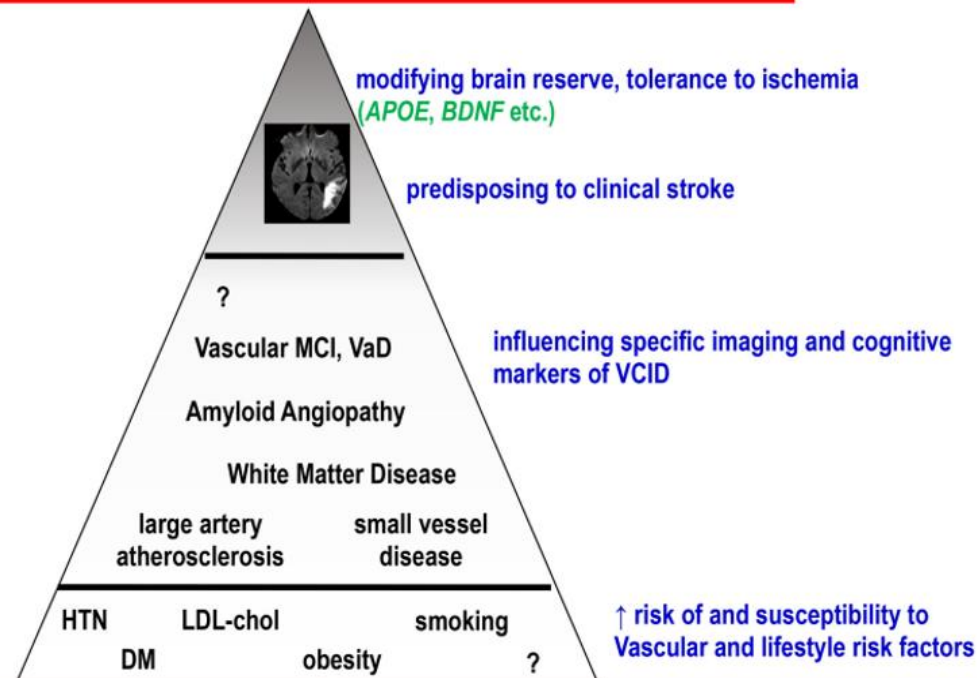 modifying brain reserve, tolerance to ischemia
(APOE, BDNF etc.)
predisposing to clinical stroke
?
Vascular MCI, VaD
influencing specific imaging and cognitive
markers of VCID
Amyloid Angiopathy
White Matter Disease
large artery
atherosclerosis
small vessel
disease
HTN
LDL-chol
smoking
DM
obesity
?
↑ risk of and susceptibility to
Vascular and lifestyle risk factors